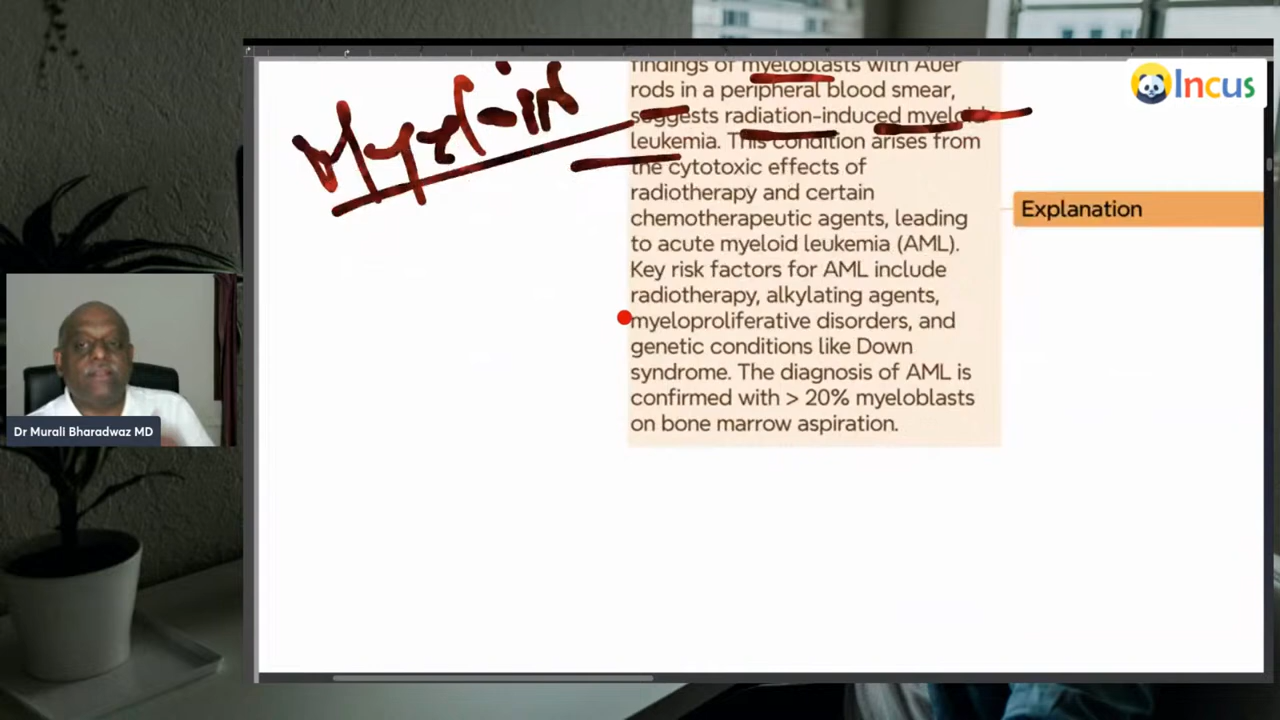 Incus
findings of myeloblasts with Auer
rods in a peripheral blood smear,
suggests radiation-induced myeloid
leukemia. This condition arises from
the cytotoxic effects of
radiotherapy and certain
chemotherapeutic agents, leading
to acute myeloid leukemia (AML).
Key risk factors for AML include
radiotherapy, alkylating agents,
myeloproliferative disorders, and
genetic conditions like Down
syndrome. The diagnosis of AML is
confirmed with > 20% myeloblasts
on bone marrow aspiration.
Explanation
Dr Murali Bharadwaz MD